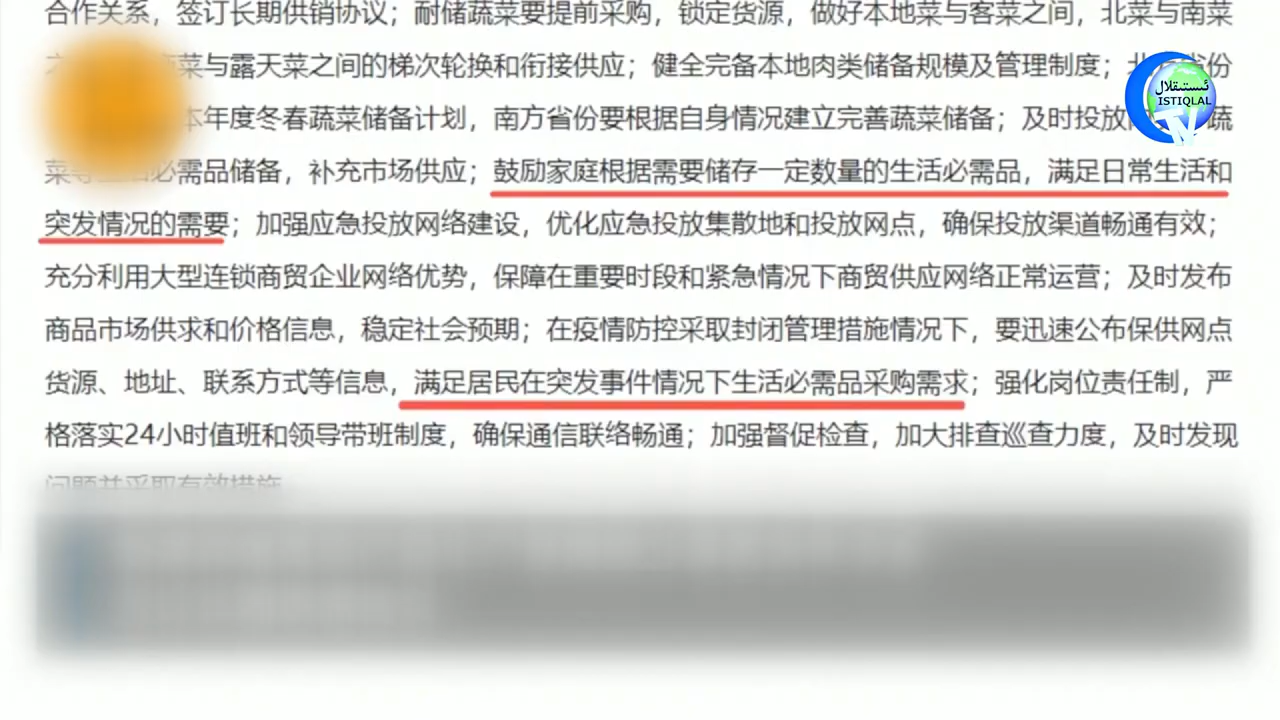 合作关系，签订长期供销协议；耐储蔬菜要提前采购，锁定货源，做好本地菜与客菜之间，北菜与南菜
菜与露天菜之间的梯次轮换和衔接供应；健全完备本地肉类储备规模及管理制度；北 省份
本年度冬春蔬菜储备计划，南方省份要根据自身情况建立完善蔬菜储备；及时投放 蔬
菜等 必需品储备，补充市场供应；鼓励家庭根据需要储存一定数量的生活必需品，满足日常生活和
突发情况的需要；加强应急投放网络建设，优化应急投放集散地和投放网点，确保投放渠道畅通有效；
充分利用大型连锁商贸企业网络优势，保障在重要时段和紧急情况下商贸供应网络正常运营；及时发布
商品市场供求和价格信息，稳定社会预期；在疫情防控采取封闭管理措施情况下，要迅速公布保供网点
货源、地址、联系方式等信息，满足居民在突发事件情况下生活必需品采购需求；强化岗位责任制，严
格落实24小时值班和领导带班制度，确保通信联络畅通；加强督促检查，加大排查巡查力度，及时发现
问题并采取有效措施
ئىستىقلال
ISTIQLAL
TV